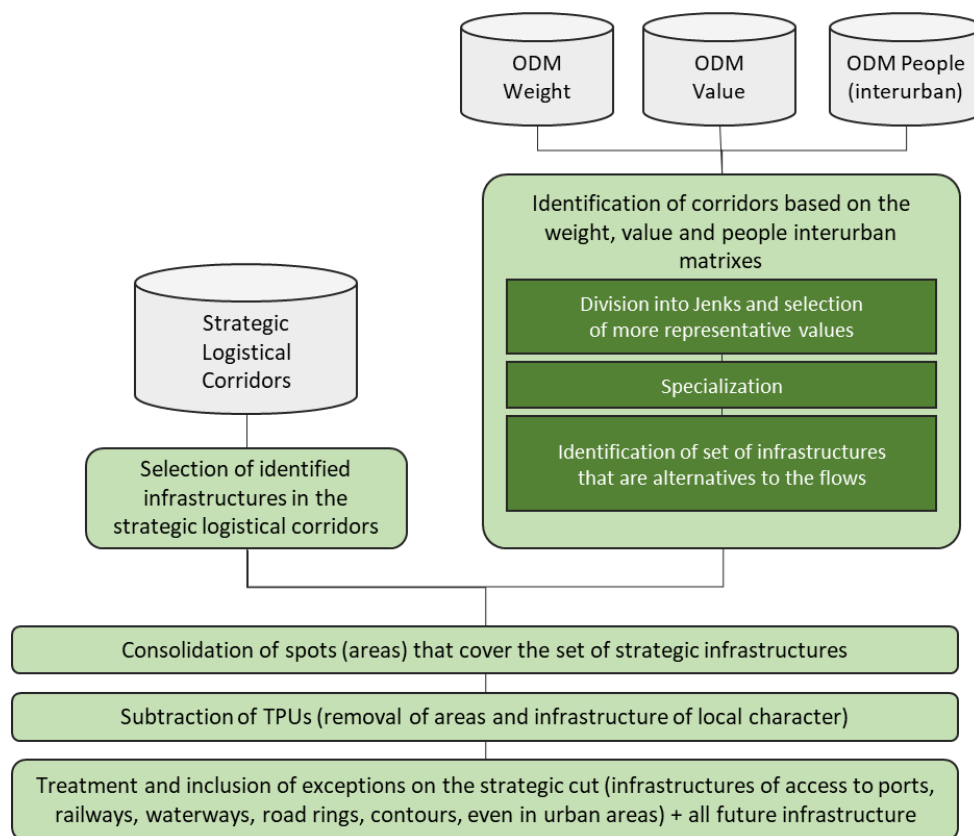 ODM
Weight
ODM
Value
ODM People
(interurban)
Identification of corridors based on the
weight, value and people interurban
matrixes
Division into Jenks and selection
of more representative values
Specialization
Identification of set of infrastructures
that are alternatives to the flows
Strategic
Logistical
Corridors
Selection of identified
infrastructures in the
strategic logistical corridors
Consolidation of spots (areas) that cover the set of strategic infrastructures
Subtraction of TPUs (removal of areas and infrastructure of local character)
Treatment and inclusion of exceptions on the strategic cut (infrastructures of access to ports,
railways, waterways, road rings, contours, even in urban areas) + all future infrastructure